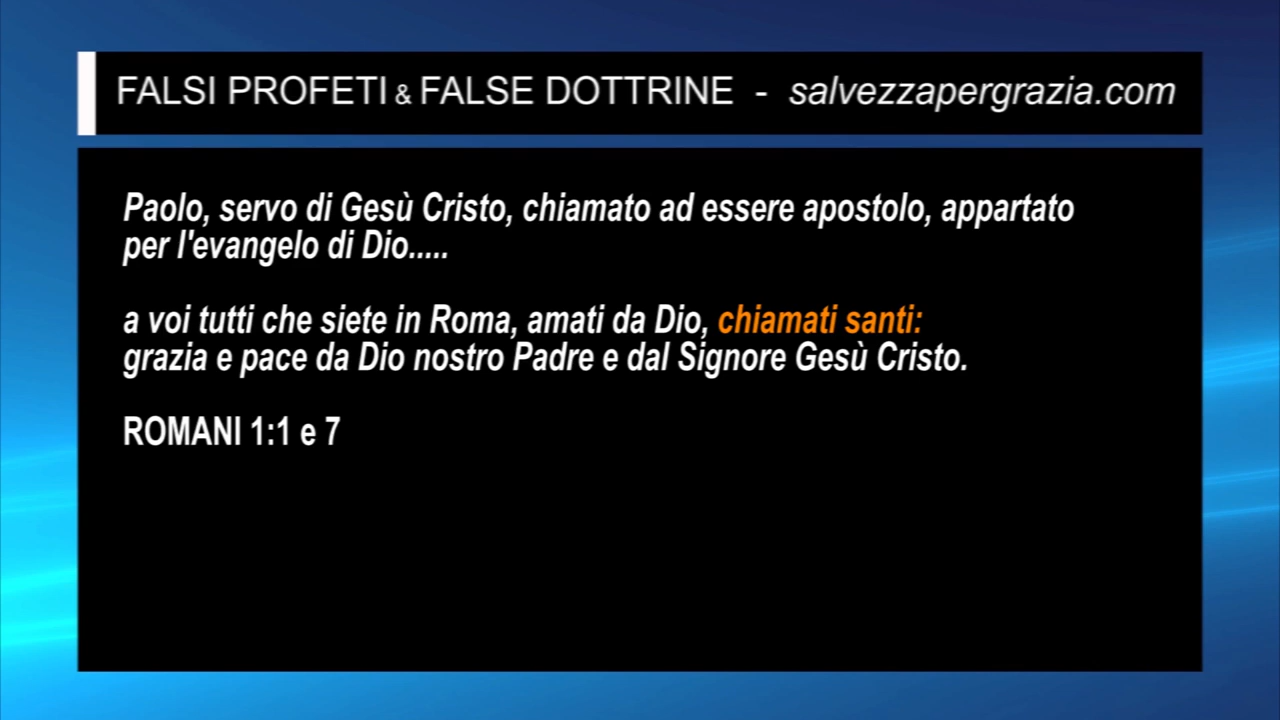 FALSI PROFETI & FALSE DOTTRINE - salvezzapergrazia.com
Paolo, servo di Gesù Cristo, chiamato ad essere apostolo, appartato
per l'evangelo di Dio.....
a voi tutti che siete in Roma, amati da Dio, chiamati santi:
grazia e pace da Dio nostro Padre e dal Signore Gesù Cristo.
ROMANI 1:1 e 7